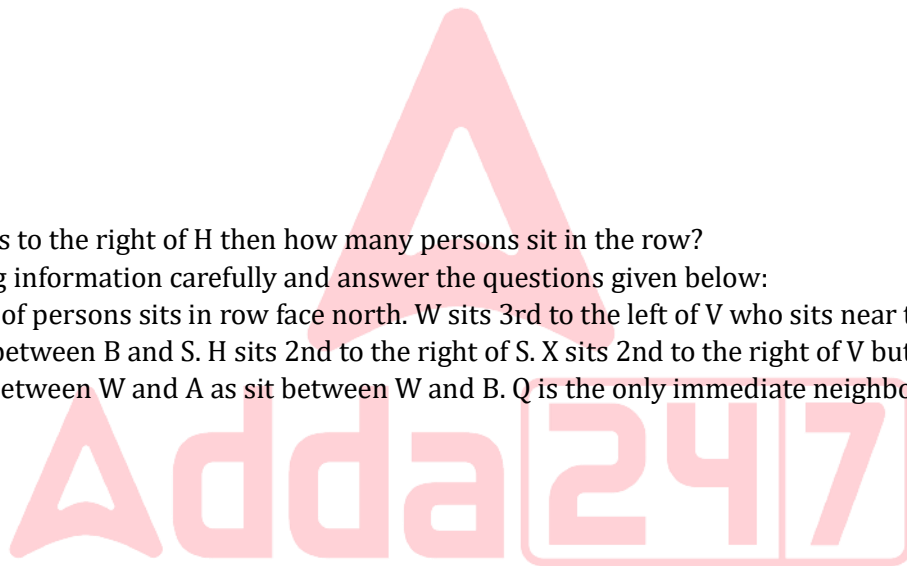 s to the right of H then how many persons sit in the row?
g information carefully and answer the questions given below:
of persons sits in row face north. W sits 3rd to the left of V who sits near
between B and S. H sits 2nd to the right of S. X sits 2nd to the right of V but
etween W and A as sit between W and B. Q is the only immediate
Adda247